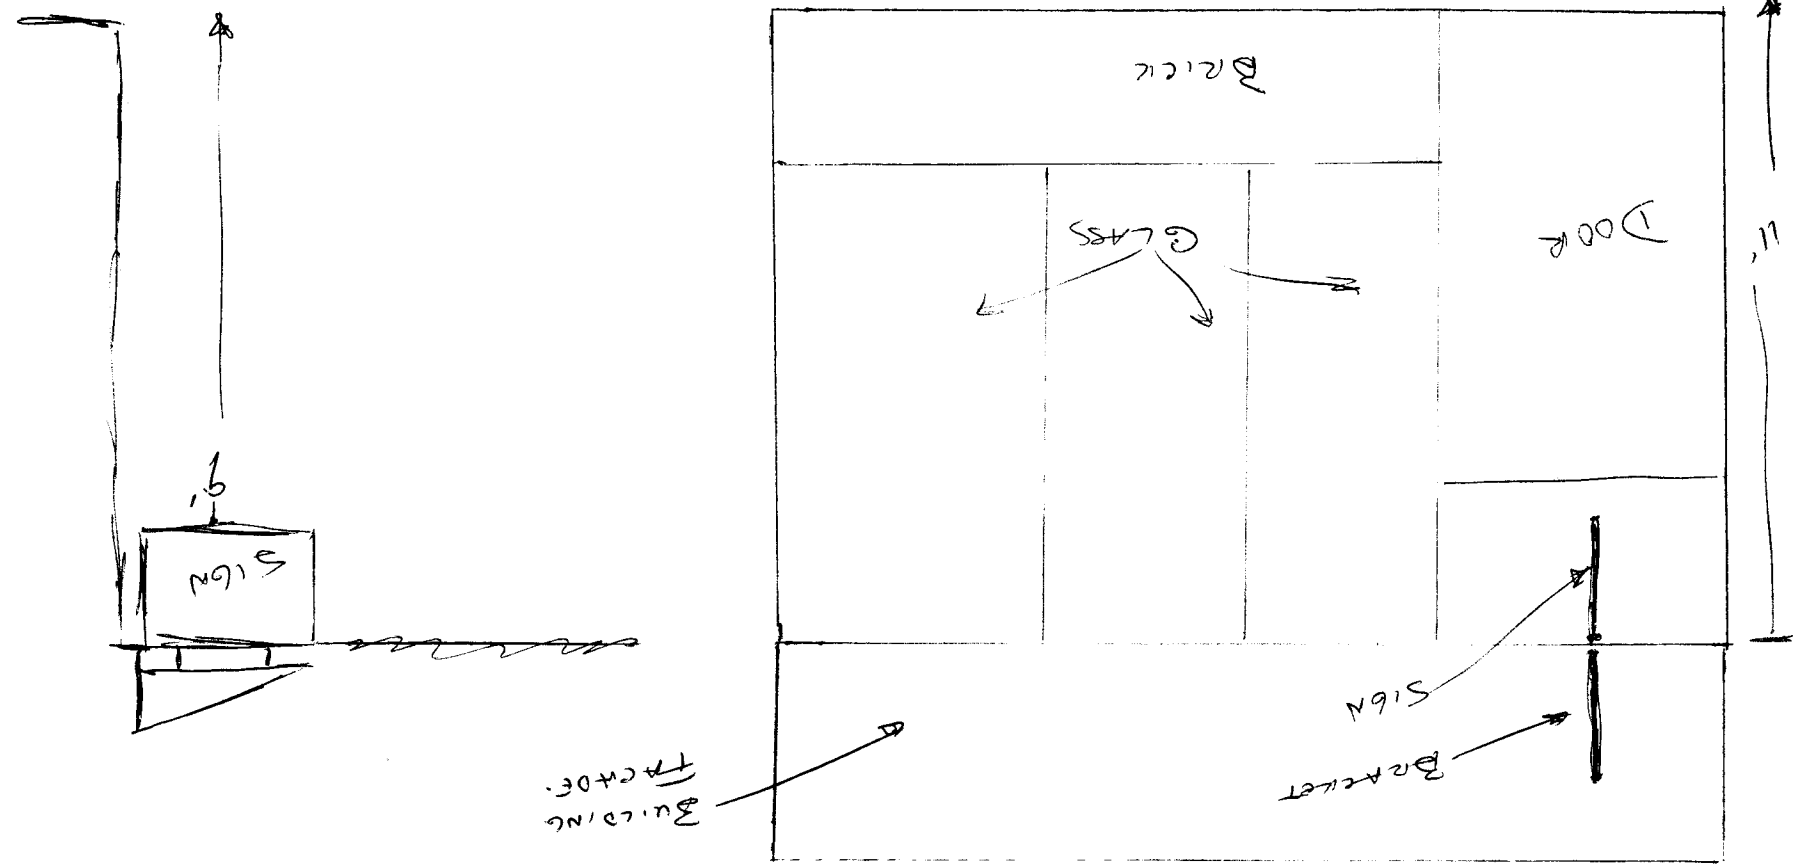 BUILDING
FACADE.
BRACKET
SIGN
SIGN
9'
11'
DOOR
GLASS
BRICK